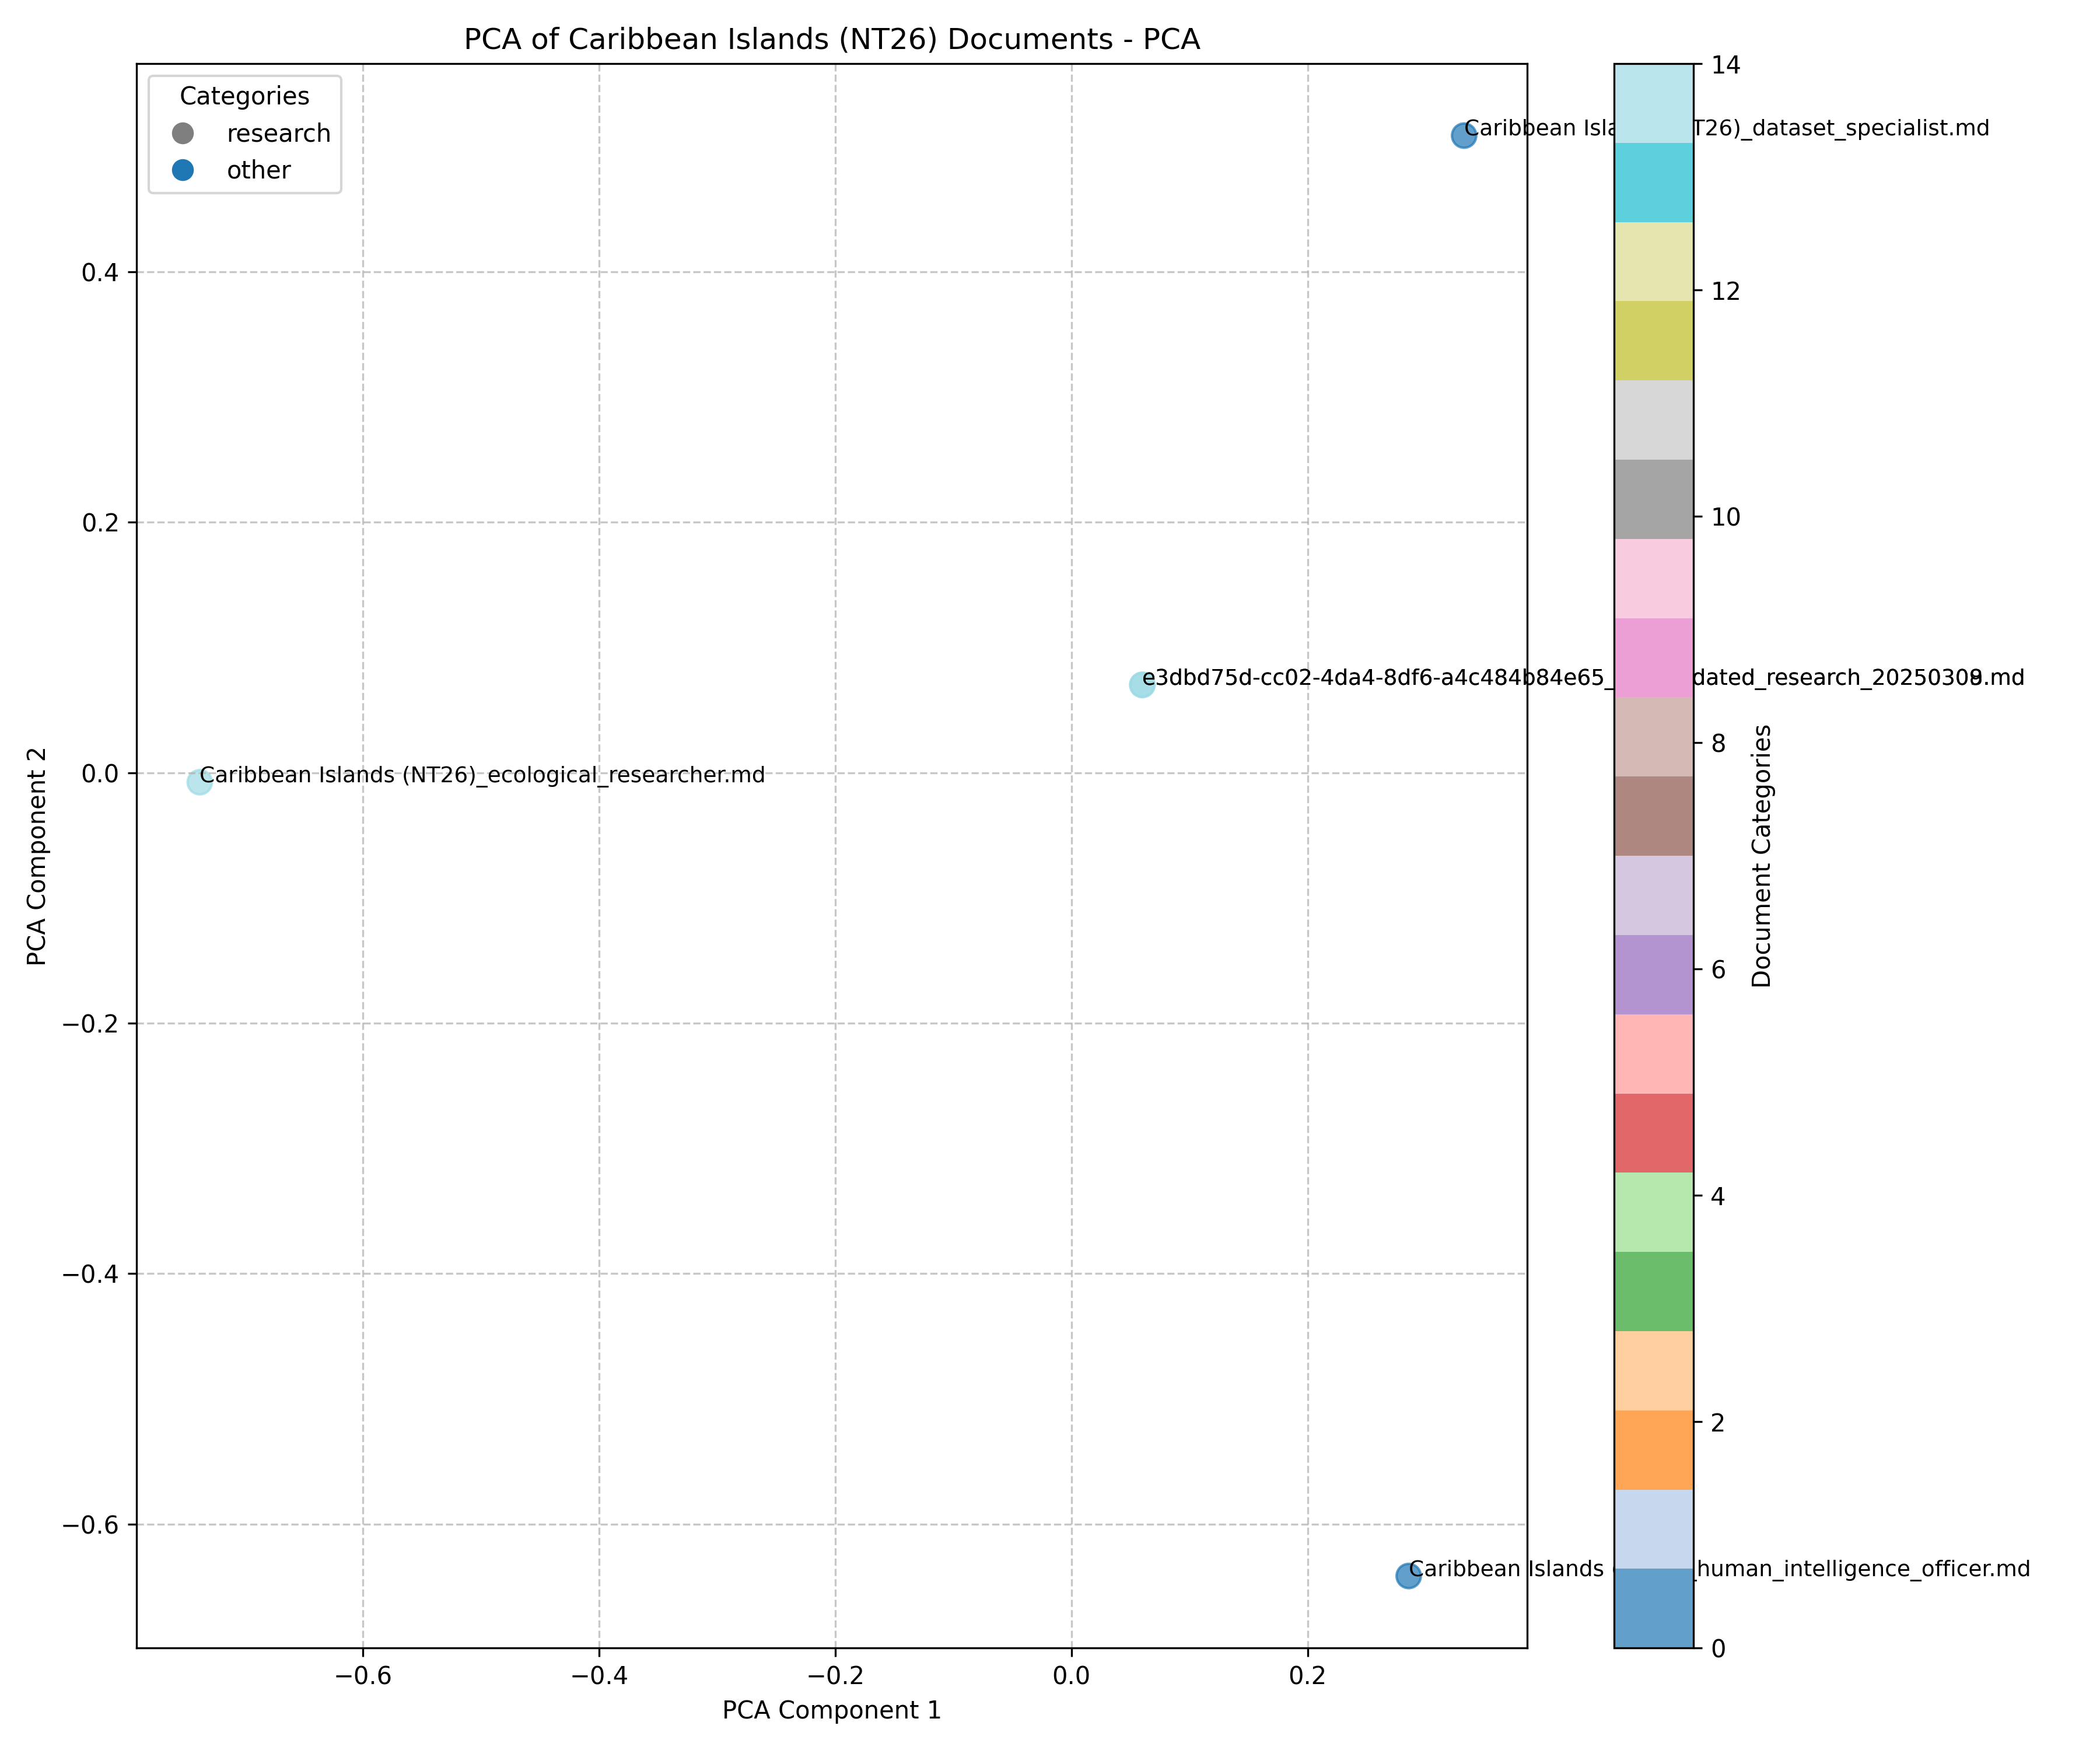 PCA of Caribbean Islands (NT26) Documents - PCA
Categories
research
other
Caribbean Isla T26)_dataset_specialist.md
e3dbd75d-cc02-4da4-8df6-a4c484b84e65_ dated_research_2025030 .md
Caribbean Islands (NT26)_ecological_researcher.md
Caribbean Islands _human_intelligence_officer.md
0.4
0.2
0.0
−0.2
−0.4
−0.6
PCA Component 2
−0.6
−0.4
−0.2
0.0
0.2
PCA Component 1
14
12
10
8
6
4
2
0
Document Categories